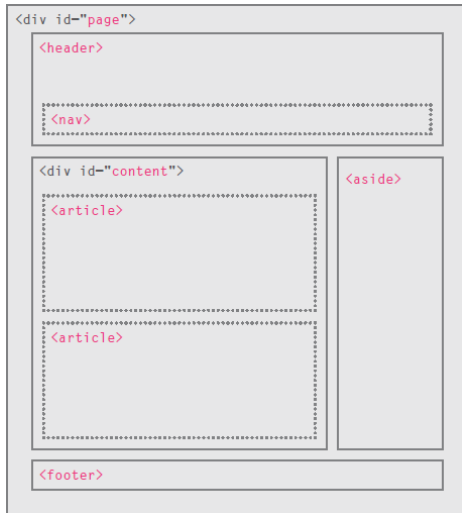 <div id="page">
<header>
<nav>
<div id="content">
<aside>
<article>
<article>
<footer>